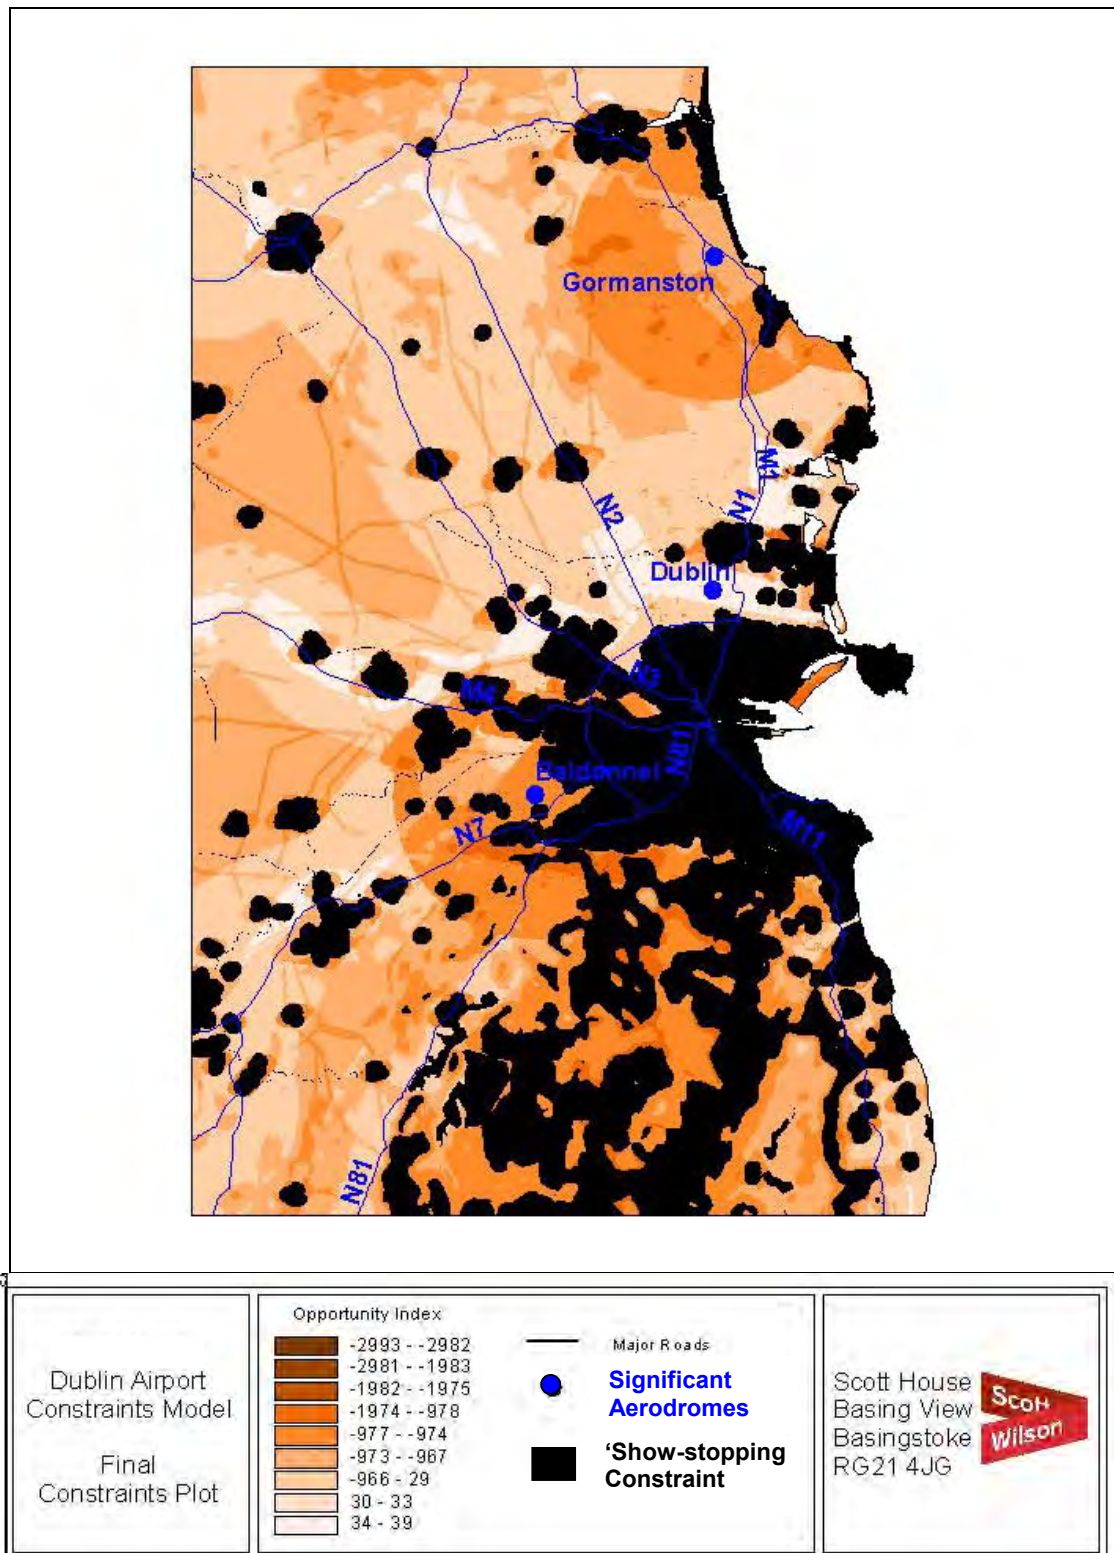 Gormanston
M1
N1
N2
Dublin
N3
M4
N81
Baldonnel
N7
M11
N81
Dublin Airport
Constraints Model
Final
Constraints Plot
Opportunity Index
-2993 - -2982
-2981 - -1983
-1982 - -1975
-1974 - -978
-977 - -974
-973 - -967
-966 - 29
30 - 33
34 - 39
Major Roads
Significant
Aerodromes
‘Show-stopping
Constraint
Scott House
Basing View
Basingstoke
RG21 4JG
Scott
Wilson